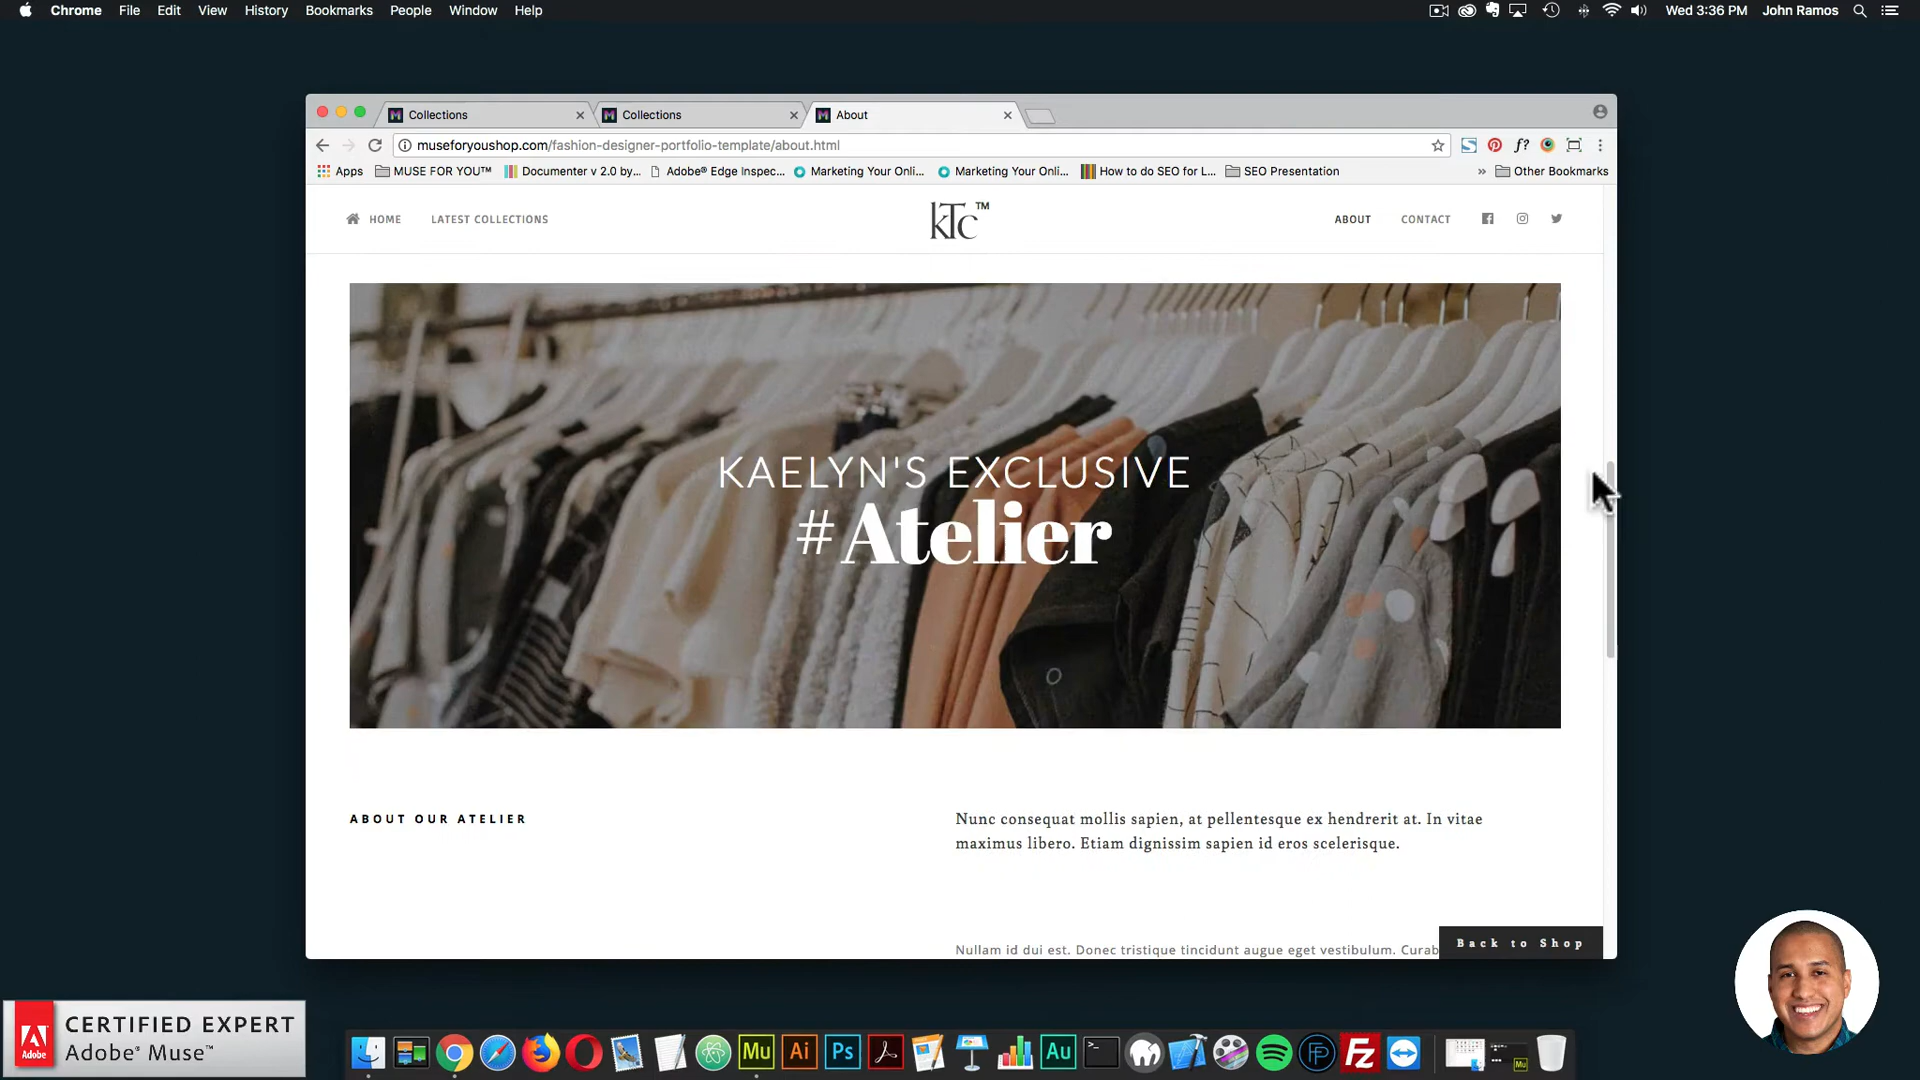 Chrome File Edit View History Bookmarks People Window Help
Wed 3:36 PM John Ramos
Collections
Collections
About
museforyoushop.com/fashion-designer-portfolio-template/about.html
f?
Apps MUSE FOR YOU™ Documenter v 2.0 by... Adobe® Edge Inspec... Marketing Your Onli... Marketing Your Onli... How to do SEO for L... SEO Presentation » Other Bookmarks
HOME LATEST COLLECTIONS
kTc™
ABOUT CONTACT
KAELYN'S EXCLUSIVE
#Atelier
ABOUT OUR ATELIER
Nunc consequat mollis sapien, at pellentesque ex hendrerit at. In vitae
maximus libero. Etiam dignissim sapien id eros scelerisque.
Nullam id dui est. Donec tristique tincidunt augue eget vestibulum. Curab
Back to Shop
Adobe
CERTIFIED EXPERT
Adobe® Muse™
Mu Ai Ps Au FP Fz
Mu